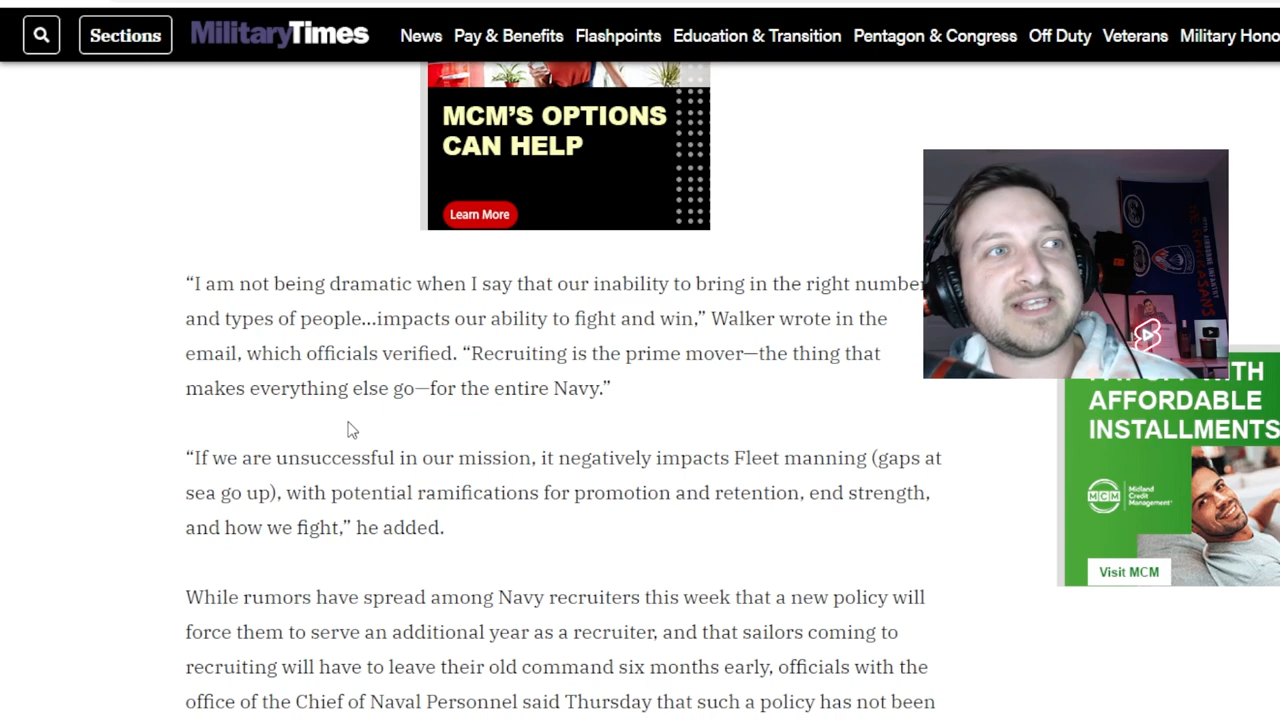 Sections MilitaryTimes News Pay & Benefits Flashpoints Education & Transition Pentagon & Congress Off Duty Veterans Military Hono
MCM'S OPTIONS
CAN HELP
Learn More
“I am not being dramatic when I say that our inability to bring in the right number
and types of people…impacts our ability to fight and win,” Walker wrote in the
email, which officials verified. “Recruiting is the prime mover—the thing that
makes everything else go—for the entire Navy.”
“If we are unsuccessful in our mission, it negatively impacts Fleet manning (gaps at
sea go up), with potential ramifications for promotion and retention, end strength,
and how we fight,” he added.
While rumors have spread among Navy recruiters this week that a new policy will
force them to serve an additional year as a recruiter, and that sailors coming to
recruiting will have to leave their old command six months early, officials with the
office of the Chief of Naval Personnel said Thursday that such a policy has not been
WITH
AFFORDABLE
INSTALLMENTS
MCM Midland
Credit
Management
Visit MCM